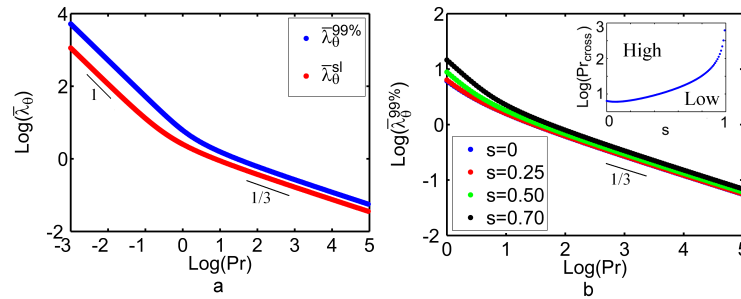 4
2
0
-2
Log(λ̄θ)
λ̄θ99%
λ̄θsl
1
1/3
-3 -2 -1 0 1 2 3 4 5
Log(Pr)
a
2
1
0
-1
-2
Log(λ̄θ99%)
3
2
1
Log(Prcross)
High
Low
0 1
s
s=0
s=0.25
s=0.50
s=0.70
1/3
0 1 2 3 4 5
Log(Pr)
b